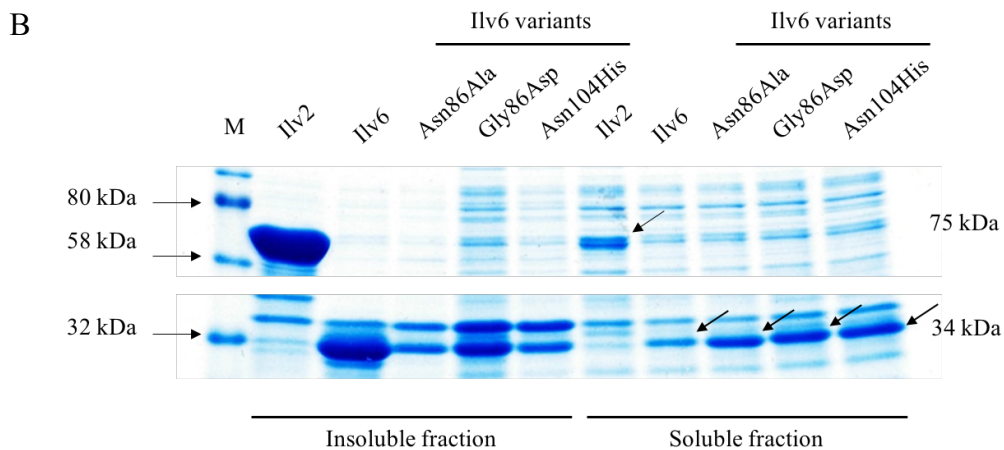 B
Ilv6 variants
Ilv6 variants
M
Ilv2
Ilv6
Asn86Ala
Gly86Asp
Asn104His
Ilv2
Ilv6
Asn86Ala
Gly86Asp
Asn104His
80 kDa
75 kDa
58 kDa
32 kDa
34 kDa
Insoluble fraction
Soluble fraction